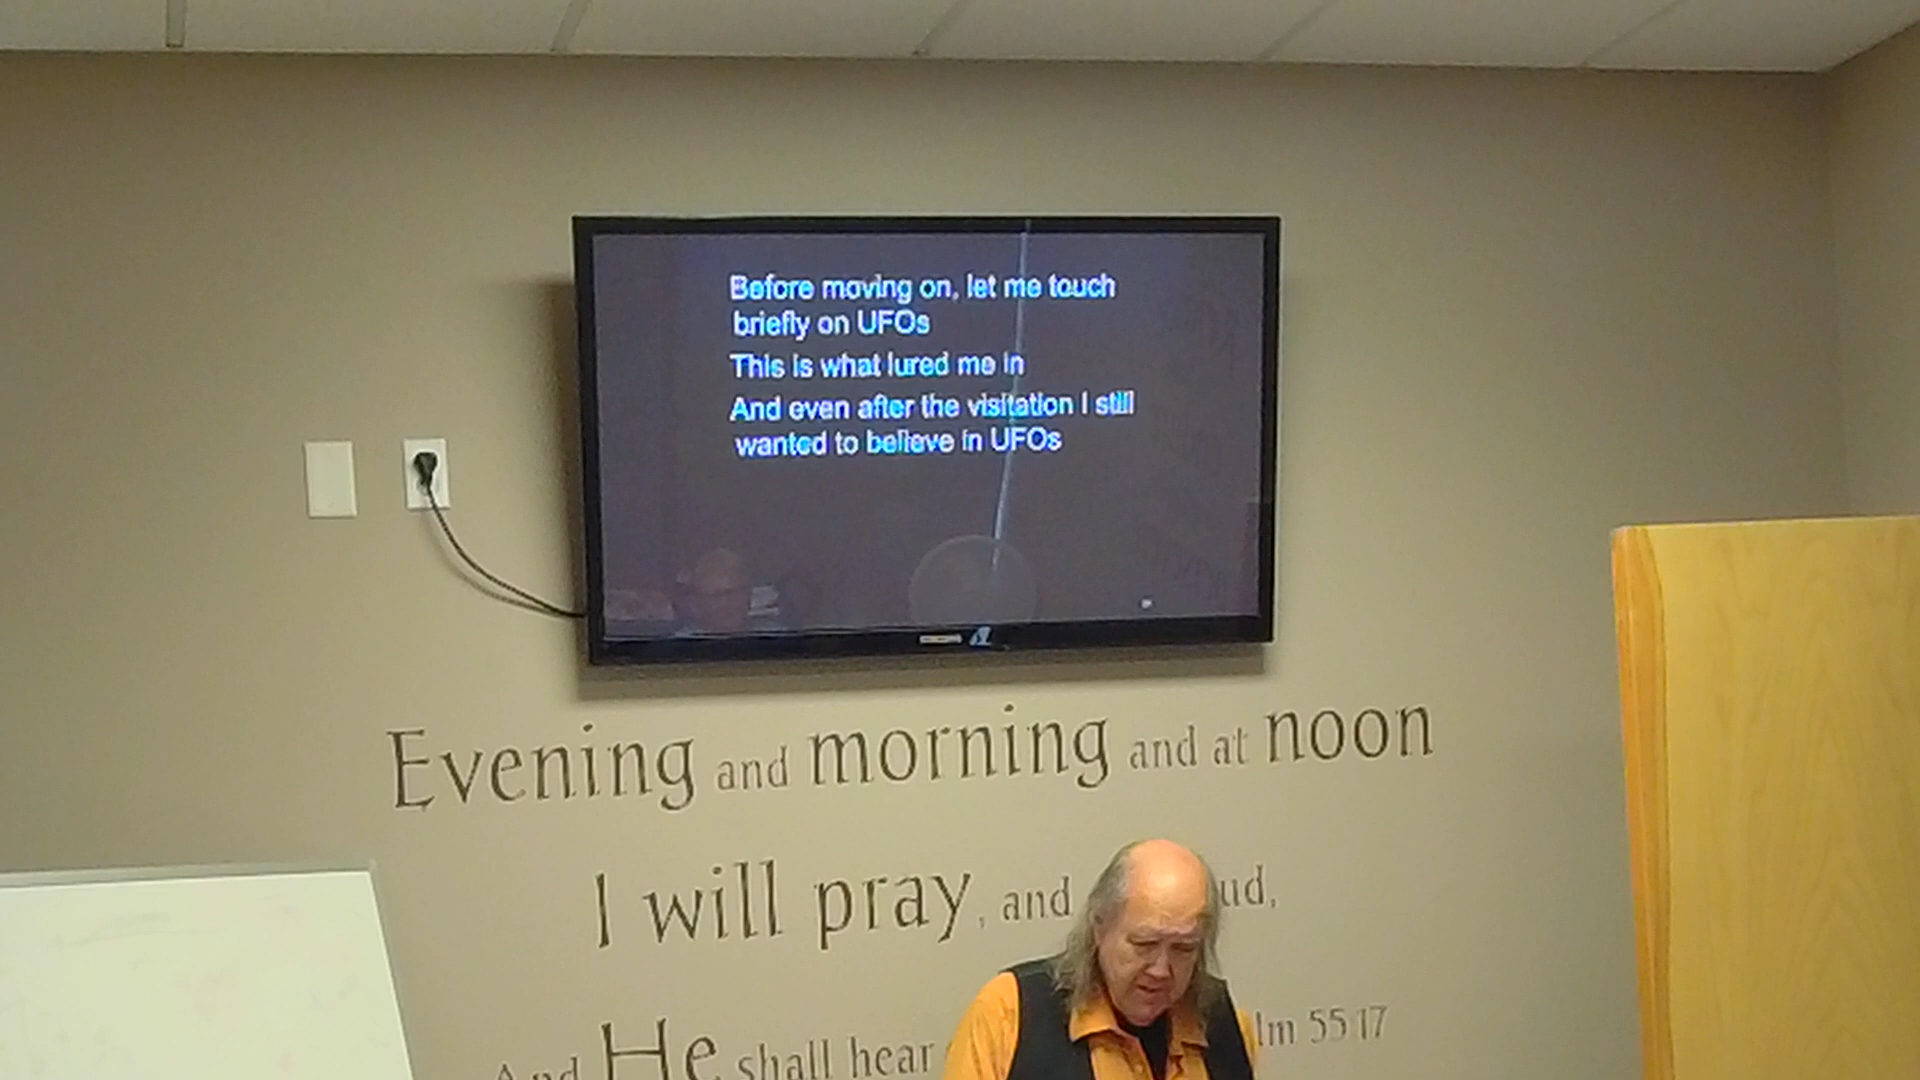 Before moving on, let me touch
briefly on UFOs
This is what lured me in
And even after the visitation I still
wanted to believe in UFOs
Evening and morning and at noon
I will pray, and ud,
And He shall hear lm 55 17